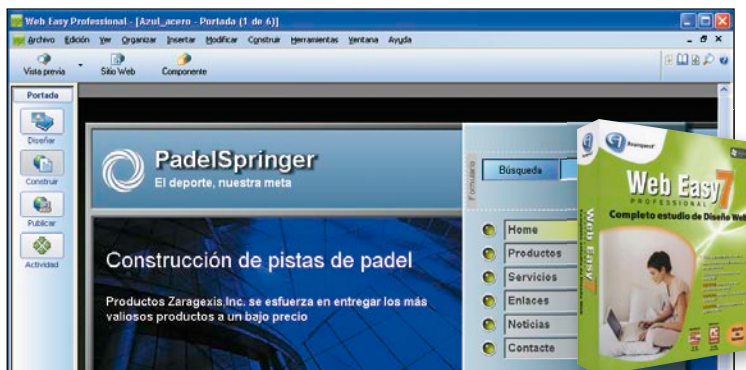 Web Easy Professional - [Azul_acero - Portada (1 de 6)]
Archivo Edición Ver Organizar Insertar Modificar Construir Herramientas Ventana Ayuda
Vista previa Sitio Web Componente
Portada
Diseñar
Construir
Publicar
Actividad
PadelSpringer
El deporte, nuestra meta
Formulario
Búsqueda
Construcción de pistas de padel
Productos Zaragexis,Inc. se esfuerza en entregar los más
valiosos productos a un bajo precio
Home
Productos
Servicios
Enlaces
Noticias
Contacte
Avanquest
Web Easy 7
PROFESSIONAL
Completo estudio de Diseño Web
Web Easy 7